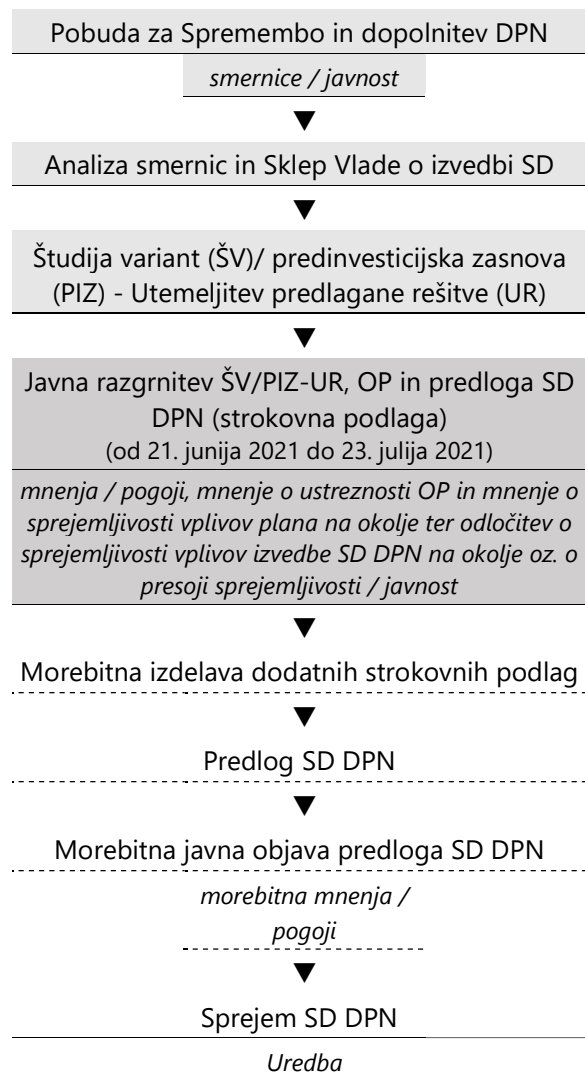 Pobuda za Spremembo in dopolnitev DPN
smernice / javnost
▼
Analiza smernic in Sklep Vlade o izvedbi SD
▼
Študija variant (ŠV)/ predinvesticijska zasnova
(PIZ) - Utemeljitev predlagane rešitve (UR)
▼
Javna razgrnitev ŠV/PIZ-UR, OP in predloga SD
DPN (strokovna podlaga)
(od 21. junija 2021 do 23. julija 2021)
mnenja / pogoji, mnenje o ustreznosti OP in mnenje o
sprejemljivosti vplivov plana na okolje ter odločitev o
sprejemljivosti vplivov izvedbe SD DPN na okolje oz. o
presoji sprejemljivosti / javnost
▼
Morebitna izdelava dodatnih strokovnih podlag
▼
Predlog SD DPN
▼
Morebitna javna objava predloga SD DPN
morebitna mnenja /
pogoji
▼
Sprejem SD DPN
Uredba